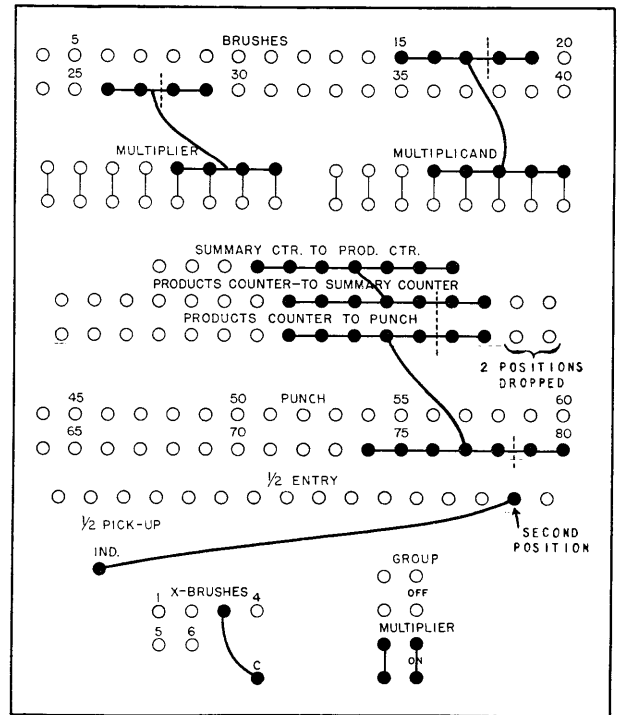 BRUSHES
5 15 20
25 30 35 40
MULTIPLIER MULTIPLICAND
SUMMARY CTR. TO PROD. CTR.
PRODUCTS COUNTER-TO SUMMARY COUNTER
PRODUCTS COUNTER TO PUNCH
2 POSITIONS
DROPPED
45 50 PUNCH 55 60
65 70 75 80
½ ENTRY
½ PICK-UP
SECOND
POSITION
IND.
GROUP
X-BRUSHES
1 4
OFF
5 6
MULTIPLIER
C
ON